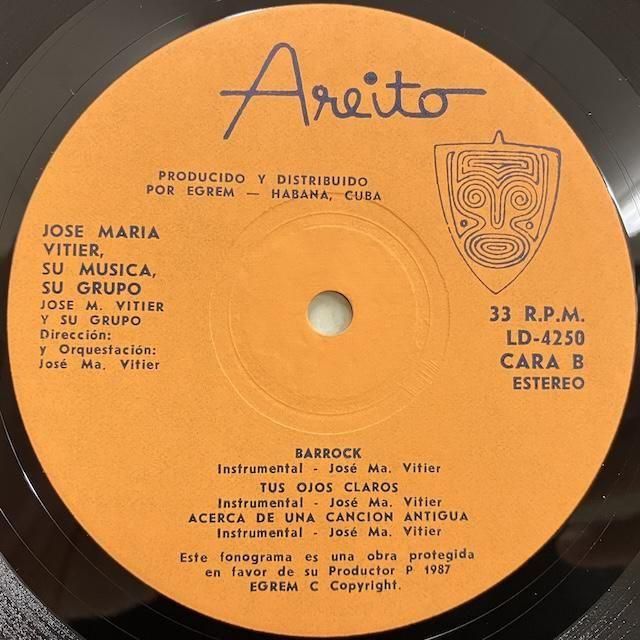 Areito
PRODUCIDO Y DISTRIBUIDO
POR EGREM — HABANA, CUBA
JOSE MARIA
VITIER,
SU MUSICA,
SU GRUPO
JOSE M. VITIER
Y SU GRUPO
Dirección:
y Orquestación:
José Ma. Vitier
33 R.P.M.
LD-4250
CARA B
ESTEREO
BARROCK
Instrumental - José Ma. Vitier
TUS OJOS CLAROS
Instrumental - José Ma. Vitier
ACERCA DE UNA CANCION ANTIGUA
Instrumental - José Ma. Vitier
Este fonograma es una obra protegida
en favor de su Productor P 1987
EGREM C Copyright.